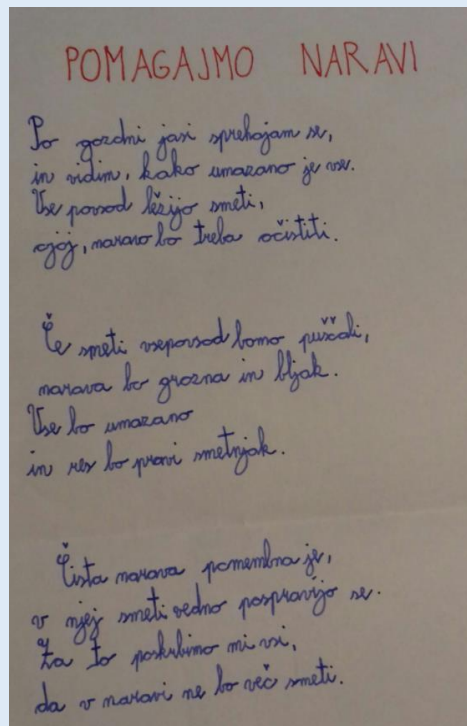 POMAGAJMO NARAVI
Po gozdni jasi sprehajam se,
in vidim, kako umazano je vse.
Vse povsod ležijo smeti,
ojoj, naravo bo treba očistiti.
Če smeti vsepovsod bomo puščali,
narava bo grozna in bljak.
Vse bo umazano
in res bo pravi smetnjak.
Čista narava pomembna je,
v njej smeti vedno pospravijo se.
Za to poskrbimo mi vsi,
da v naravi ne bo več smeti.